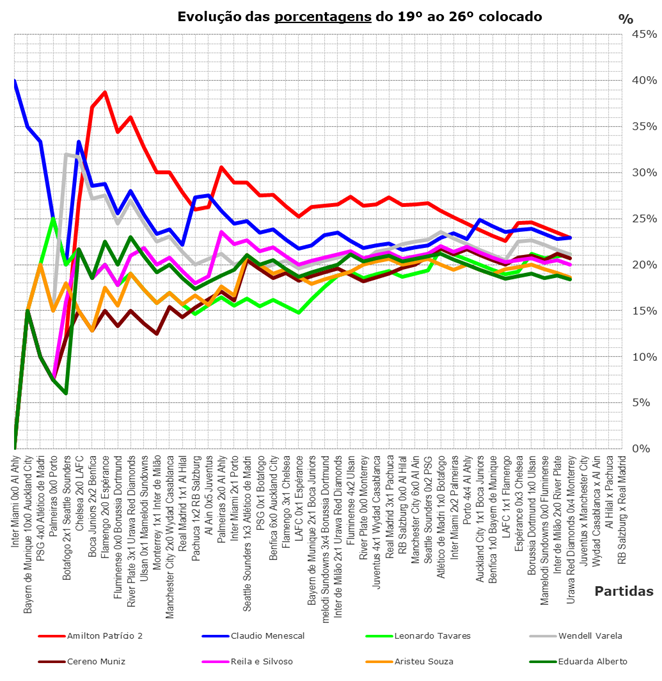 Evolução das porcentagens do 19º ao 26º colocado
%
45%
40%
35%
30%
25%
20%
15%
10%
5%
0%
Inter Miami 0x0 Al Ahly
Bayern de Munique 10x0 Auckland City
PSG 4x0 Atlético de Madri
Palmeiras 0x0 Porto
Botafogo 2x1 Seattle Sounders
Chelsea 2x0 LAFC
Boca Juniors 2x2 Benfica
Flamengo 2x0 Espérance
Fluminense 0x0 Borussia Dortmund
River Plate 3x1 Urawa Red Diamonds
Ulsan 0x1 Mamelodi Sundowns
Monterrey 1x1 Inter de Milão
Manchester City 2x0 Wydad Casablanca
Real Madrid 1x1 Al Hilal
Pachuca 1x2 RB Salzburg
Al Ain 0x5 Juventus
Palmeiras 2x0 Al Ahly
Inter Miami 2x1 Porto
Seattle Sounders 1x3 Atlético de Madri
PSG 0x1 Botafogo
Benfica 6x0 Auckland City
Flamengo 3x1 Chelsea
LAFC 0x1 Espérance
Bayern de Munique 2x1 Boca Juniors
melodi Sundowns 3x4 Borussia Dortmund
Inter de Milão 2x1 Urawa Red Diamonds
Fluminense 4x2 Ulsan
River Plate 0x0 Monterrey
Juventus 4x1 Wydad Casablanca
Real Madrid 3x1 Pachuca
RB Salzburg 0x0 Al Hilal
Manchester City 6x0 Al Ain
Seattle Sounders 0x2 PSG
Atlético de Madri 1x0 Botafogo
Inter Miami 2x2 Palmeiras
Porto 4x4 Al Ahly
Auckland City 1x1 Boca Juniors
Benfica 1x0 Bayern de Munique
LAFC 1x1 Flamengo
Espérance 0x3 Chelsea
Borussia Dortmund 1x0 Ulsan
Mamelodi Sundowns 0x0 Fluminense
Inter de Milão 2x0 River Plate
Urawa Red Diamonds 0x4 Monterrey
Juventus x Manchester City
Wydad Casablanca x Al Ain
Al Hilal x Pachuca
RB Salzburg x Real Madrid
Partidas
Amilton Patrício 2
Claudio Menescal
Leonardo Tavares
Wendell Varela
Cereno Muniz
Reila e Silvoso
Aristeu Souza
Eduarda Alberto